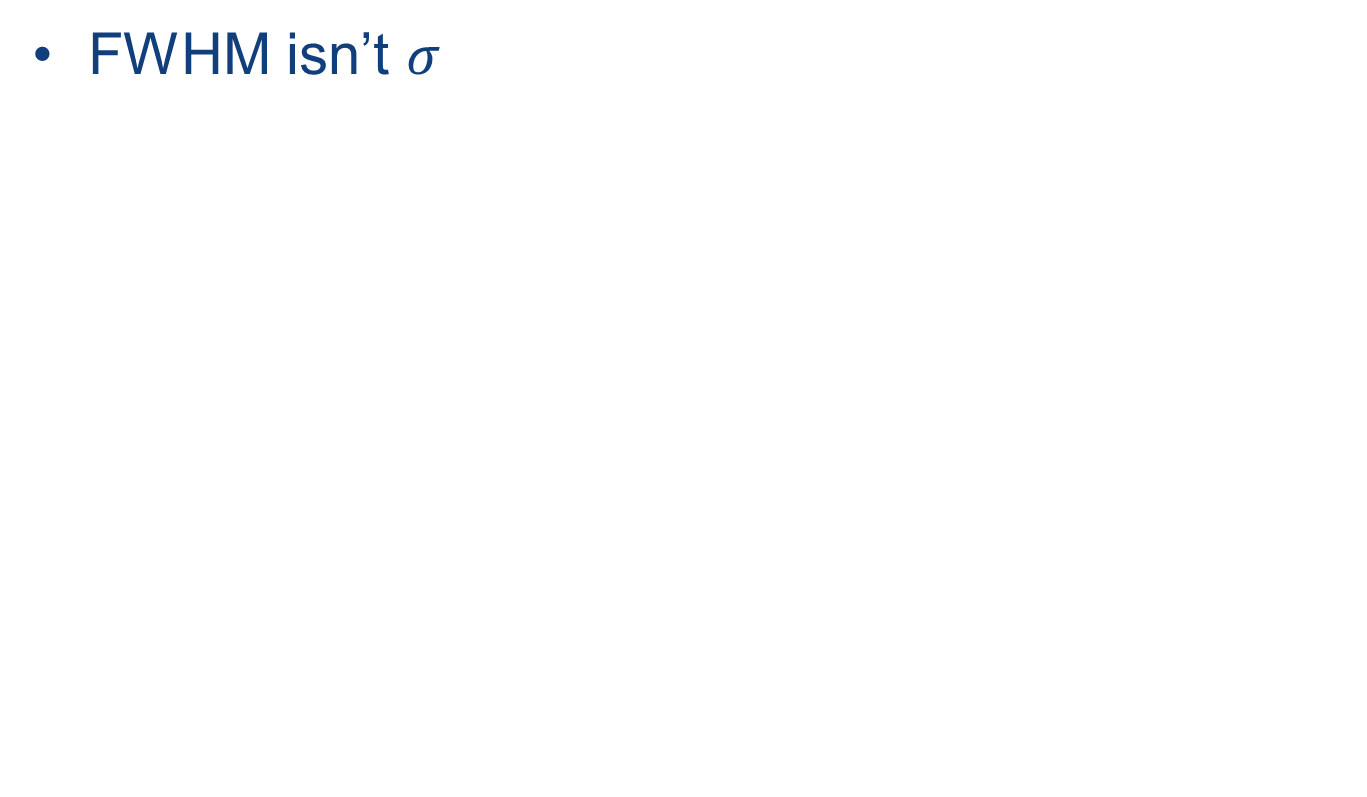 • FWHM isn’t 𝜎